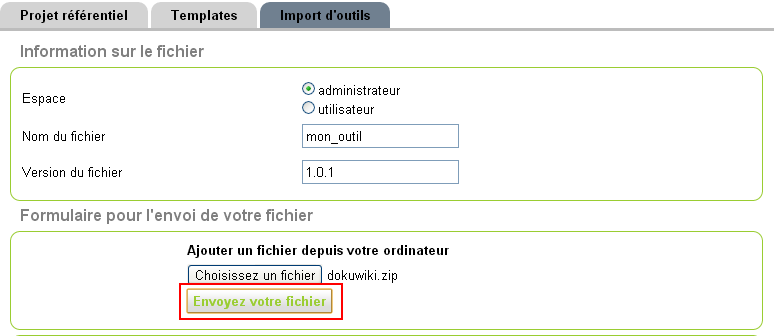 Projet référentiel Templates Import d'outils
Information sur le fichier
Espace
administrateur
utilisateur
Nom du fichier mon_outil
Version du fichier 1.0.1
Formulaire pour l'envoi de votre fichier
Ajouter un fichier depuis votre ordinateur
Choisissez un fichier dokuwiki.zip
Envoyez votre fichier